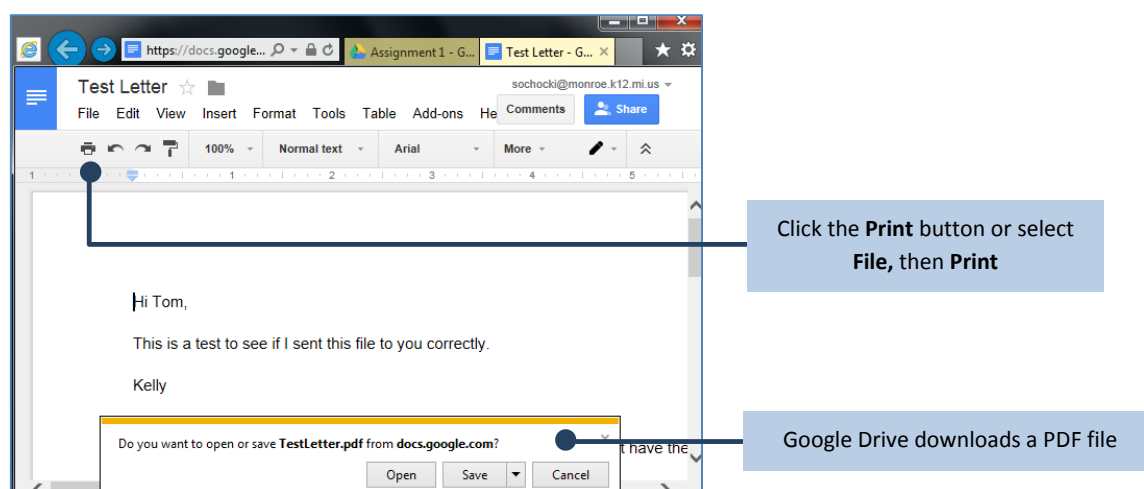 https://docs.google...
Assignment 1 - G...
Test Letter - G...
Test Letter
sochocki@monroe.k12.mi.us
File Edit View Insert Format Tools Table Add-ons He
Comments
Share
100% Normal text Arial More
1 1 2 3 4 5
Click the Print button or select
File, then Print
Hi Tom,
This is a test to see if I sent this file to you correctly.
Kelly
Do you want to open or save TestLetter.pdf from docs.google.com?
t have the
Open Save Cancel
Google Drive downloads a PDF file